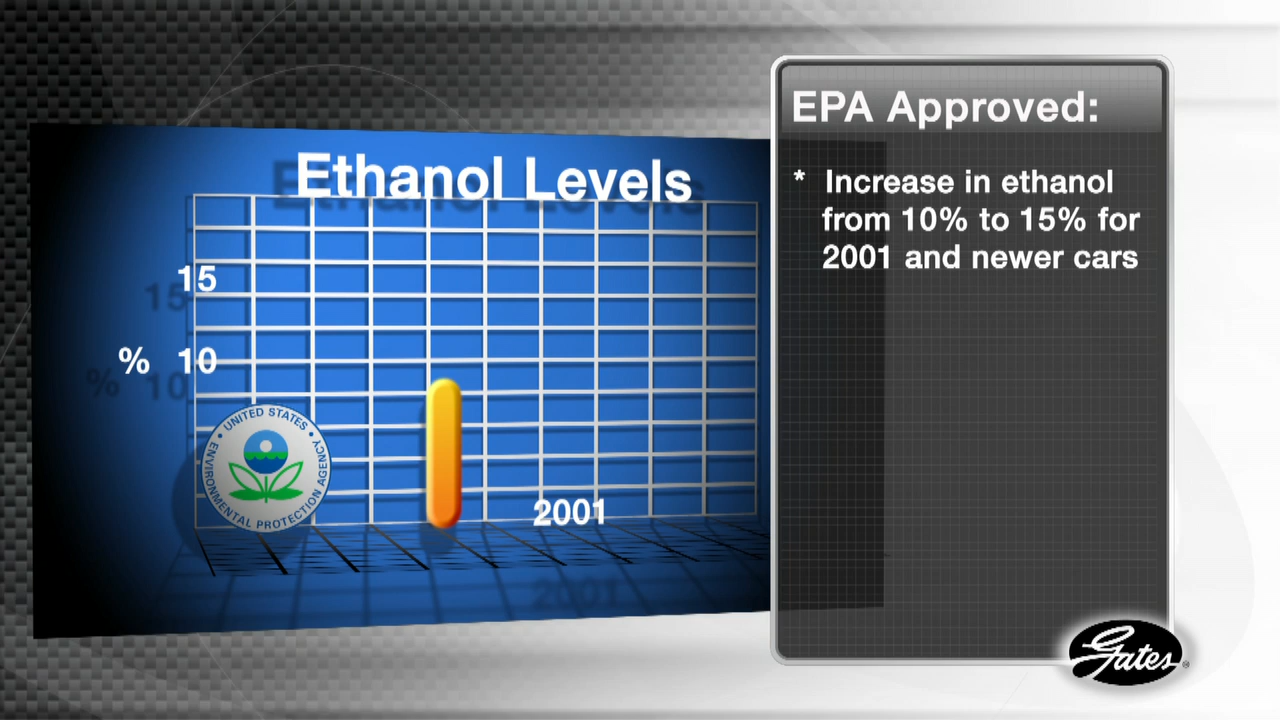 Ethanol Levels
15
% 10
2001
• UNITED STATES •
ENVIRONMENTAL PROTECTION AGENCY
EPA Approved:
* Increase in ethanol
from 10% to 15% for
2001 and newer cars
Gates